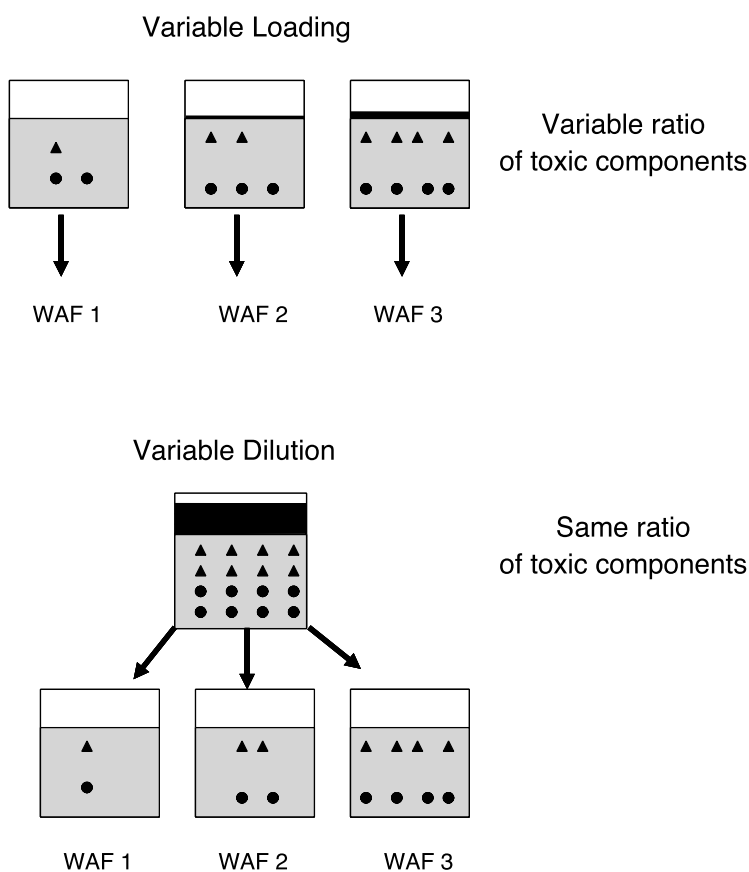 Variable Loading
Variable ratio
of toxic components
WAF 1
WAF 2
WAF 3
Variable Dilution
Same ratio
of toxic components
WAF 1
WAF 2
WAF 3